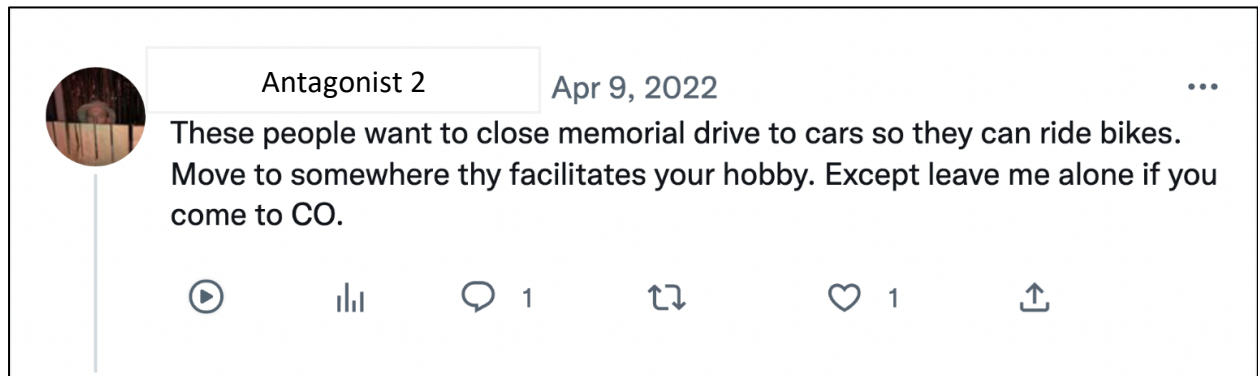 Antagonist 2 Apr 9, 2022
These people want to close memorial drive to cars so they can ride bikes.
Move to somewhere thy facilitates your hobby. Except leave me alone if you
come to CO.
1 1